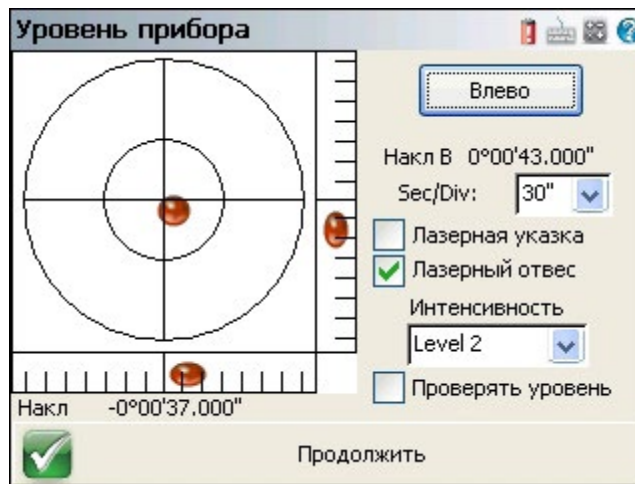 Уровень прибора
Влево
Накл В 0°00'43.000"
Sec/Div: 30"
Лазерная указка
Лазерный отвес
Интенсивность
Level 2
Проверять уровень
Накл -0°00'37.000"
Продолжить